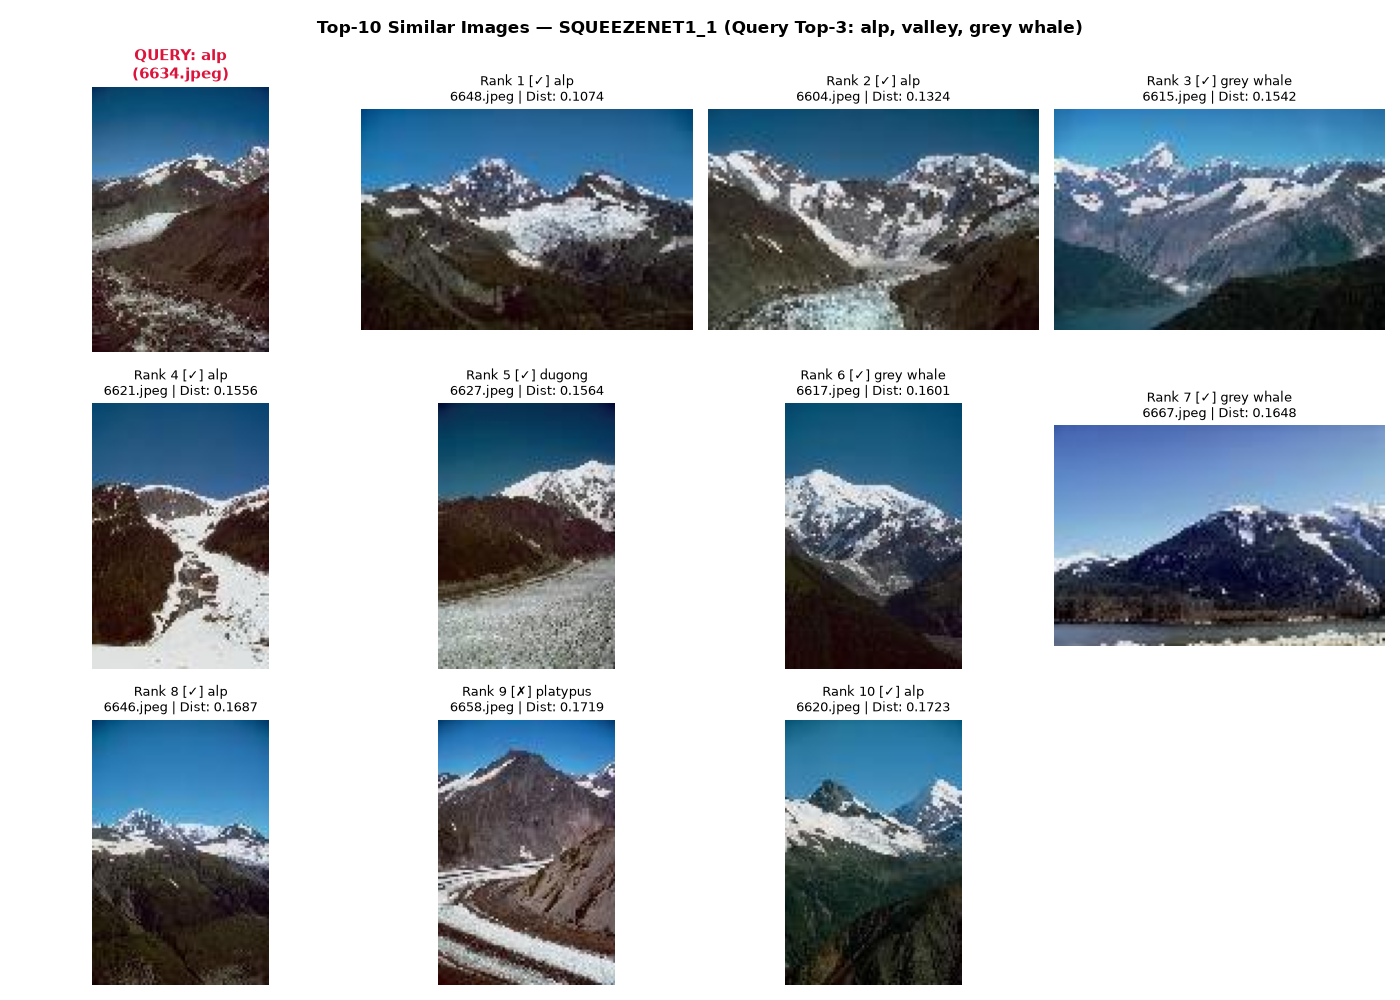 Top-10 Similar Images — SQUEEZENET1_1 (Query Top-3: alp, valley, grey whale)
QUERY: alp
(6634.jpeg)
Rank 1 [✓] alp
6648.jpeg | Dist: 0.1074
Rank 2 [✓] alp
6604.jpeg | Dist: 0.1324
Rank 3 [✓] grey whale
6615.jpeg | Dist: 0.1542
Rank 4 [✓] alp
6621.jpeg | Dist: 0.1556
Rank 5 [✓] dugong
6627.jpeg | Dist: 0.1564
Rank 6 [✓] grey whale
6617.jpeg | Dist: 0.1601
Rank 7 [✓] grey whale
6667.jpeg | Dist: 0.1648
Rank 8 [✓] alp
6646.jpeg | Dist: 0.1687
Rank 9 [✗] platypus
6658.jpeg | Dist: 0.1719
Rank 10 [✓] alp
6620.jpeg | Dist: 0.1723